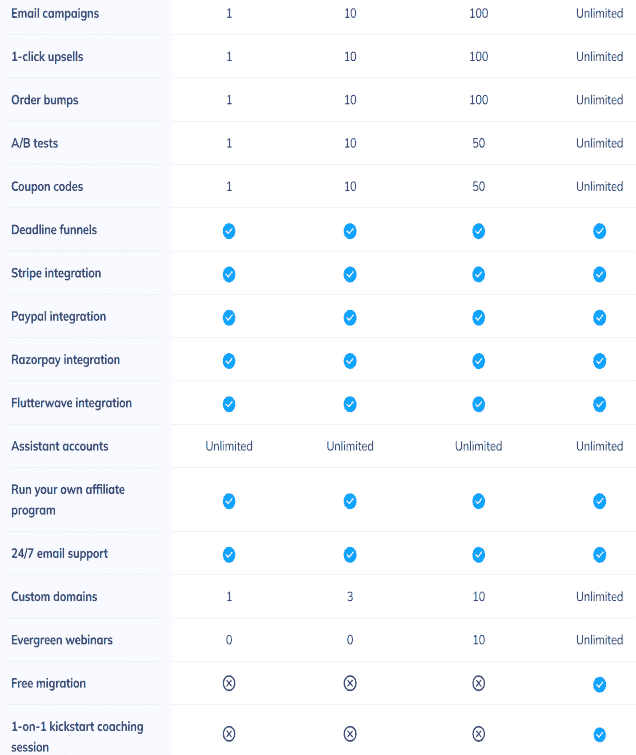 Email campaigns 1 10 100 Unlimited
1-click upsells 1 10 100 Unlimited
Order bumps 1 10 100 Unlimited
A/B tests 1 10 50 Unlimited
Coupon codes 1 10 50 Unlimited
Deadline funnels
Stripe integration
Paypal integration
Razorpay integration
Flutterwave integration
Assistant accounts Unlimited Unlimited Unlimited Unlimited
Run your own affiliate
program
24/7 email support
Custom domains 1 3 10 Unlimited
Evergreen webinars 0 0 10 Unlimited
Free migration
1-on-1 kickstart coaching
session